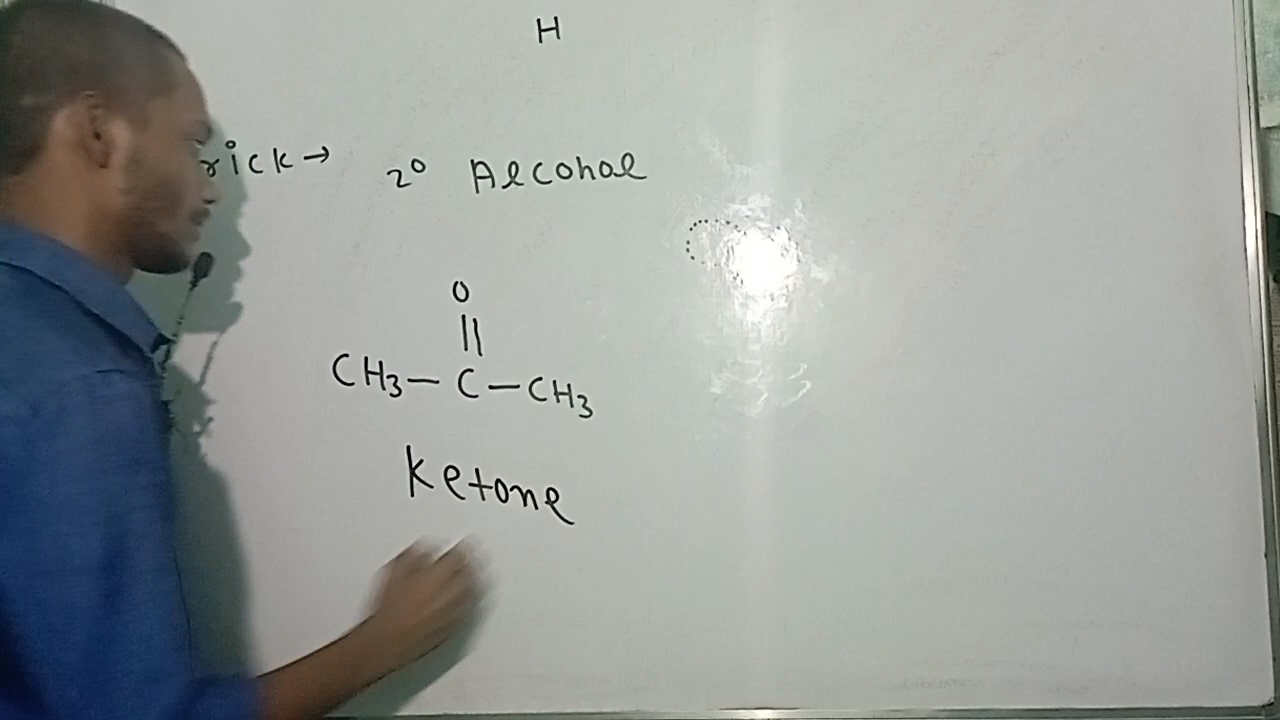 H
rick → 2° Alcohol
O
||
CH3 — C — CH3
Ketone